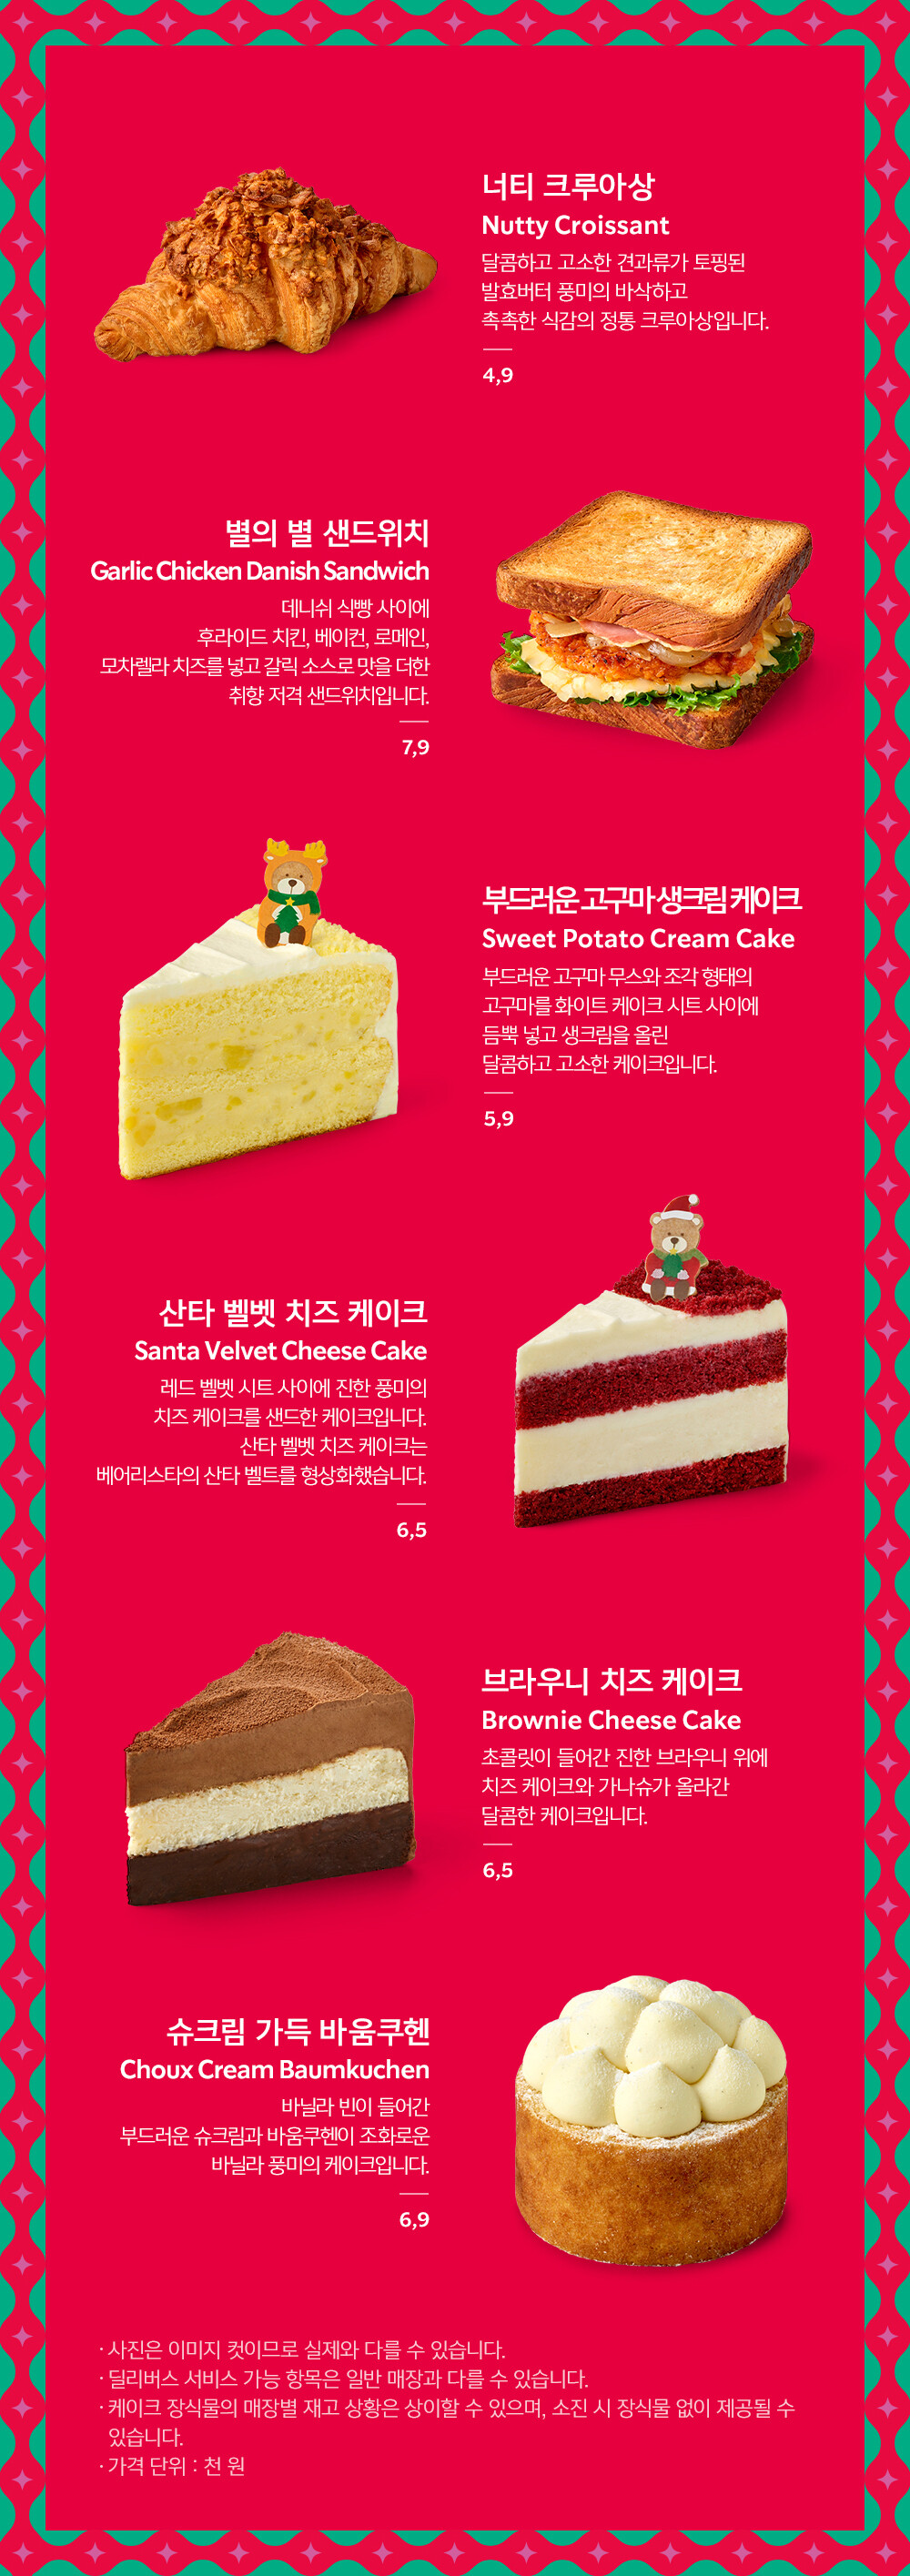 너티 크루아상
Nutty Croissant
달콤하고 고소한 견과류가 토핑된
발효버터 풍미의 바삭하고
촉촉한 식감의 정통 크루아상입니다.
4,9
별의 별 샌드위치
Garlic Chicken Danish Sandwich
데니쉬 식빵 사이에
후라이드 치킨, 베이컨, 로메인,
모차렐라 치즈를 넣고 갈릭 소스로 맛을 더한
취향 저격 샌드위치입니다.
7,9
부드러운 고구마 생크림 케이크
Sweet Potato Cream Cake
부드러운 고구마 무스와 조각 형태의
고구마를 화이트 케이크 시트 사이에
듬뿍 넣고 생크림을 올린
달콤하고 고소한 케이크입니다.
5,9
산타 벨벳 치즈 케이크
Santa Velvet Cheese Cake
레드 벨벳 시트 사이에 진한 풍미의
치즈 케이크를 샌드한 케이크입니다.
산타 벨벳 치즈 케이크는
베어리스타의 산타 벨트를 형상화했습니다.
6,5
브라우니 치즈 케이크
Brownie Cheese Cake
초콜릿이 들어간 진한 브라우니 위에
치즈 케이크와 가나슈가 올라간
달콤한 케이크입니다.
6,5
슈크림 가득 바움쿠헨
Choux Cream Baumkuchen
바닐라 빈이 들어간
부드러운 슈크림과 바움쿠헨이 조화로운
바닐라 풍미의 케이크입니다.
6,9
· 사진은 이미지 컷이므로 실제와 다를 수 있습니다.
· 딜리버스 서비스 가능 항목은 일반 매장과 다를 수 있습니다.
· 케이크 장식물의 매장별 재고 상황은 상이할 수 있으며, 소진 시 장식물 없이 제공될 수
있습니다.
· 가격 단위 : 천 원